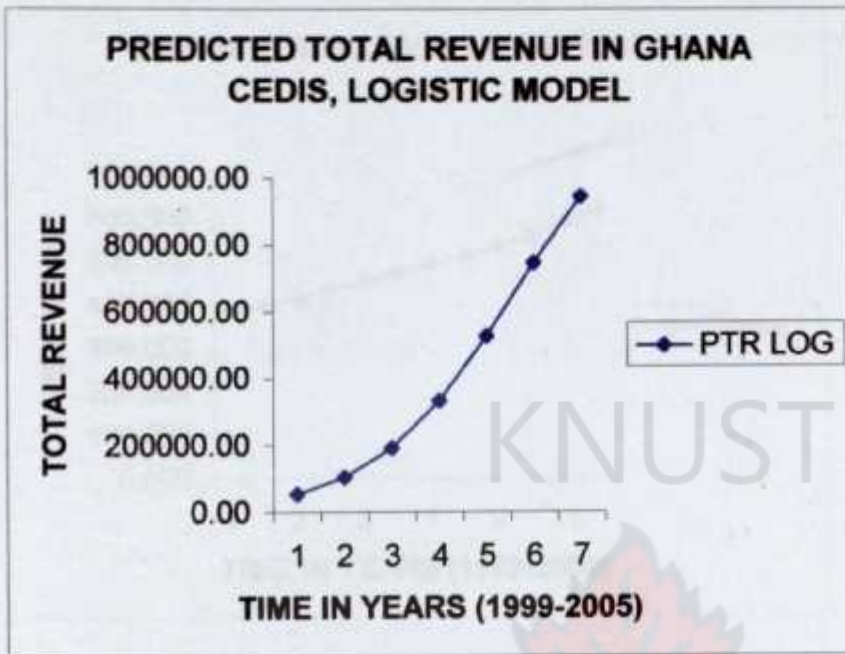 PREDICTED TOTAL REVENUE IN GHANA
CEDIS, LOGISTIC MODEL
TOTAL REVENUE
1000000.00
800000.00
600000.00
400000.00
200000.00
0.00
1 2 3 4 5 6 7
TIME IN YEARS (1999-2005)
PTR LOG
KNUST